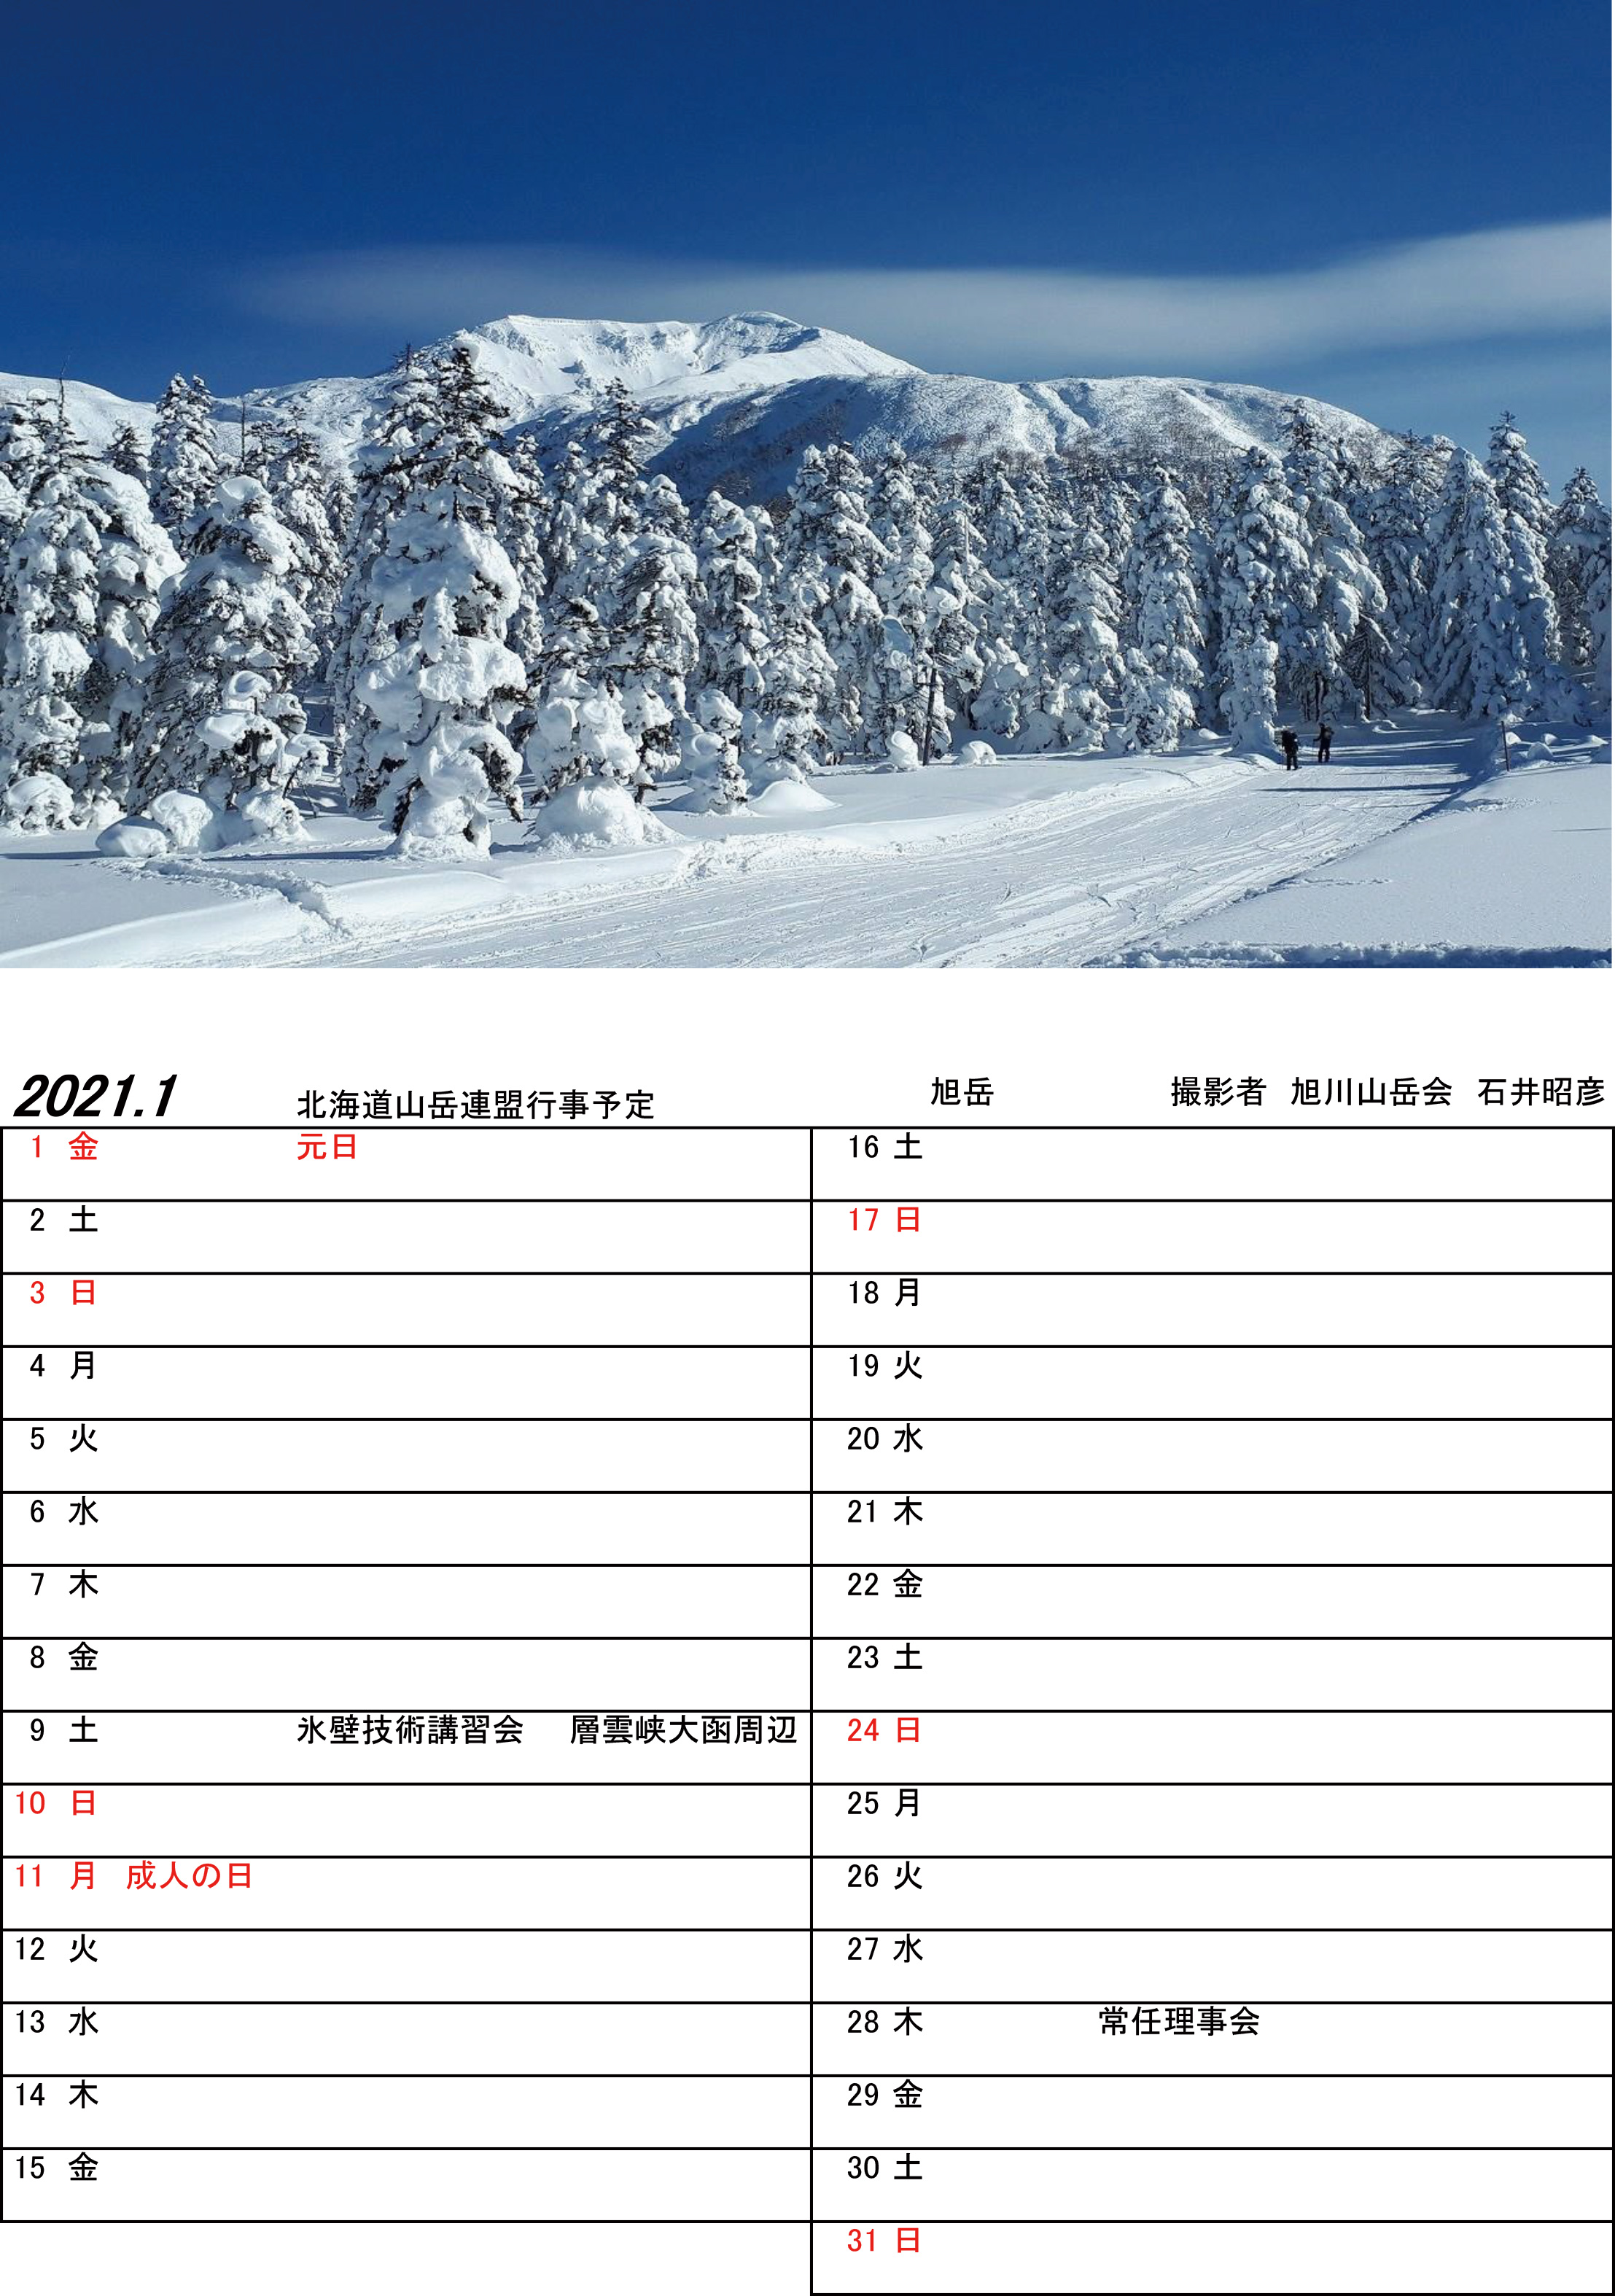 2021.1 北海道山岳連盟行事予定 旭岳 撮影者 旭川山岳会 石井昭彦
1 金 元日
2 土
3 日
4 月
5 火
6 水
7 木
8 金
9 土 氷壁技術講習会 層雲峡大函周辺
10 日
11 月 成人の日
12 火
13 水
14 木
15 金
16 土
17 日
18 月
19 火
20 水
21 木
22 金
23 土
24 日
25 月
26 火
27 水
28 木 常任理事会
29 金
30 土
31 日